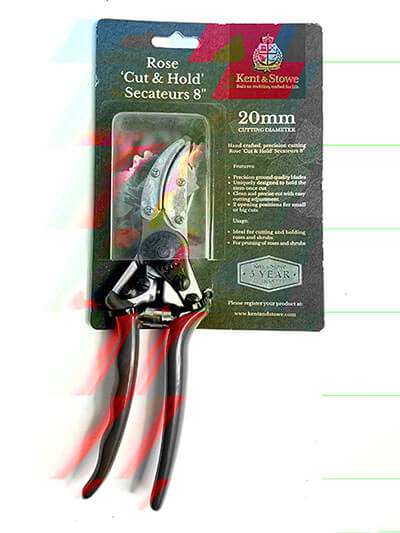 Rose
'Cut & Hold'
Secateurs 8"
Kent & Stowe
Built on tradition, crafted for life.
20mm
CUTTING DIAMETER
Hand crafted, precision cutting
Rose 'Cut & Hold' Secateurs 8"
Features:
• Precision ground quality blades
• Uniquely designed to hold the
stem once cut
• Clean and precise cut with easy
cutting adjustment
• 2 opening positions for small
or big cuts
Usage:
• Ideal for cutting and holding
roses and shrubs
• For pruning of roses and shrubs
Kent & Stowe
5 YEAR
GUARANTEE
Please register your product at:
www.kentandstowe.com